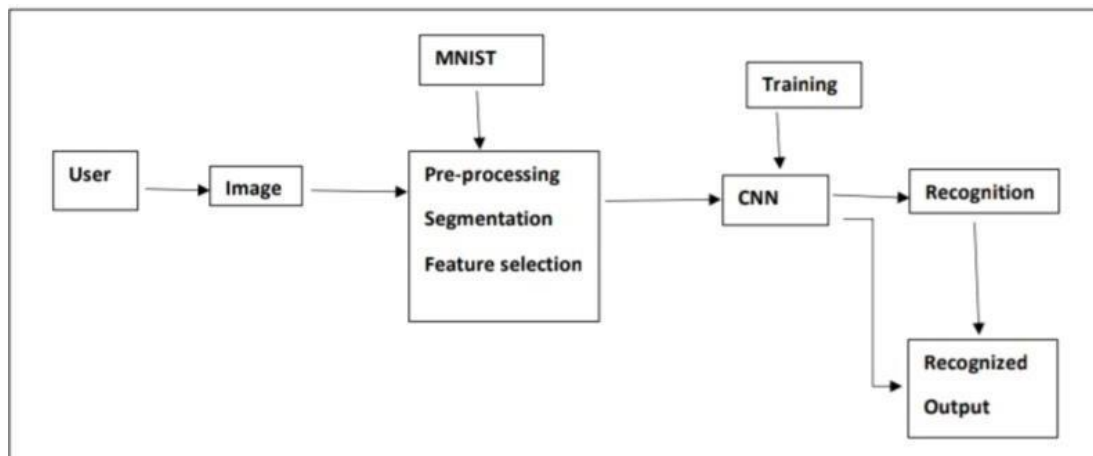 MNIST
Training
User
Image
Pre-processing
Segmentation
Feature selection
CNN
Recognition
Recognized
Output